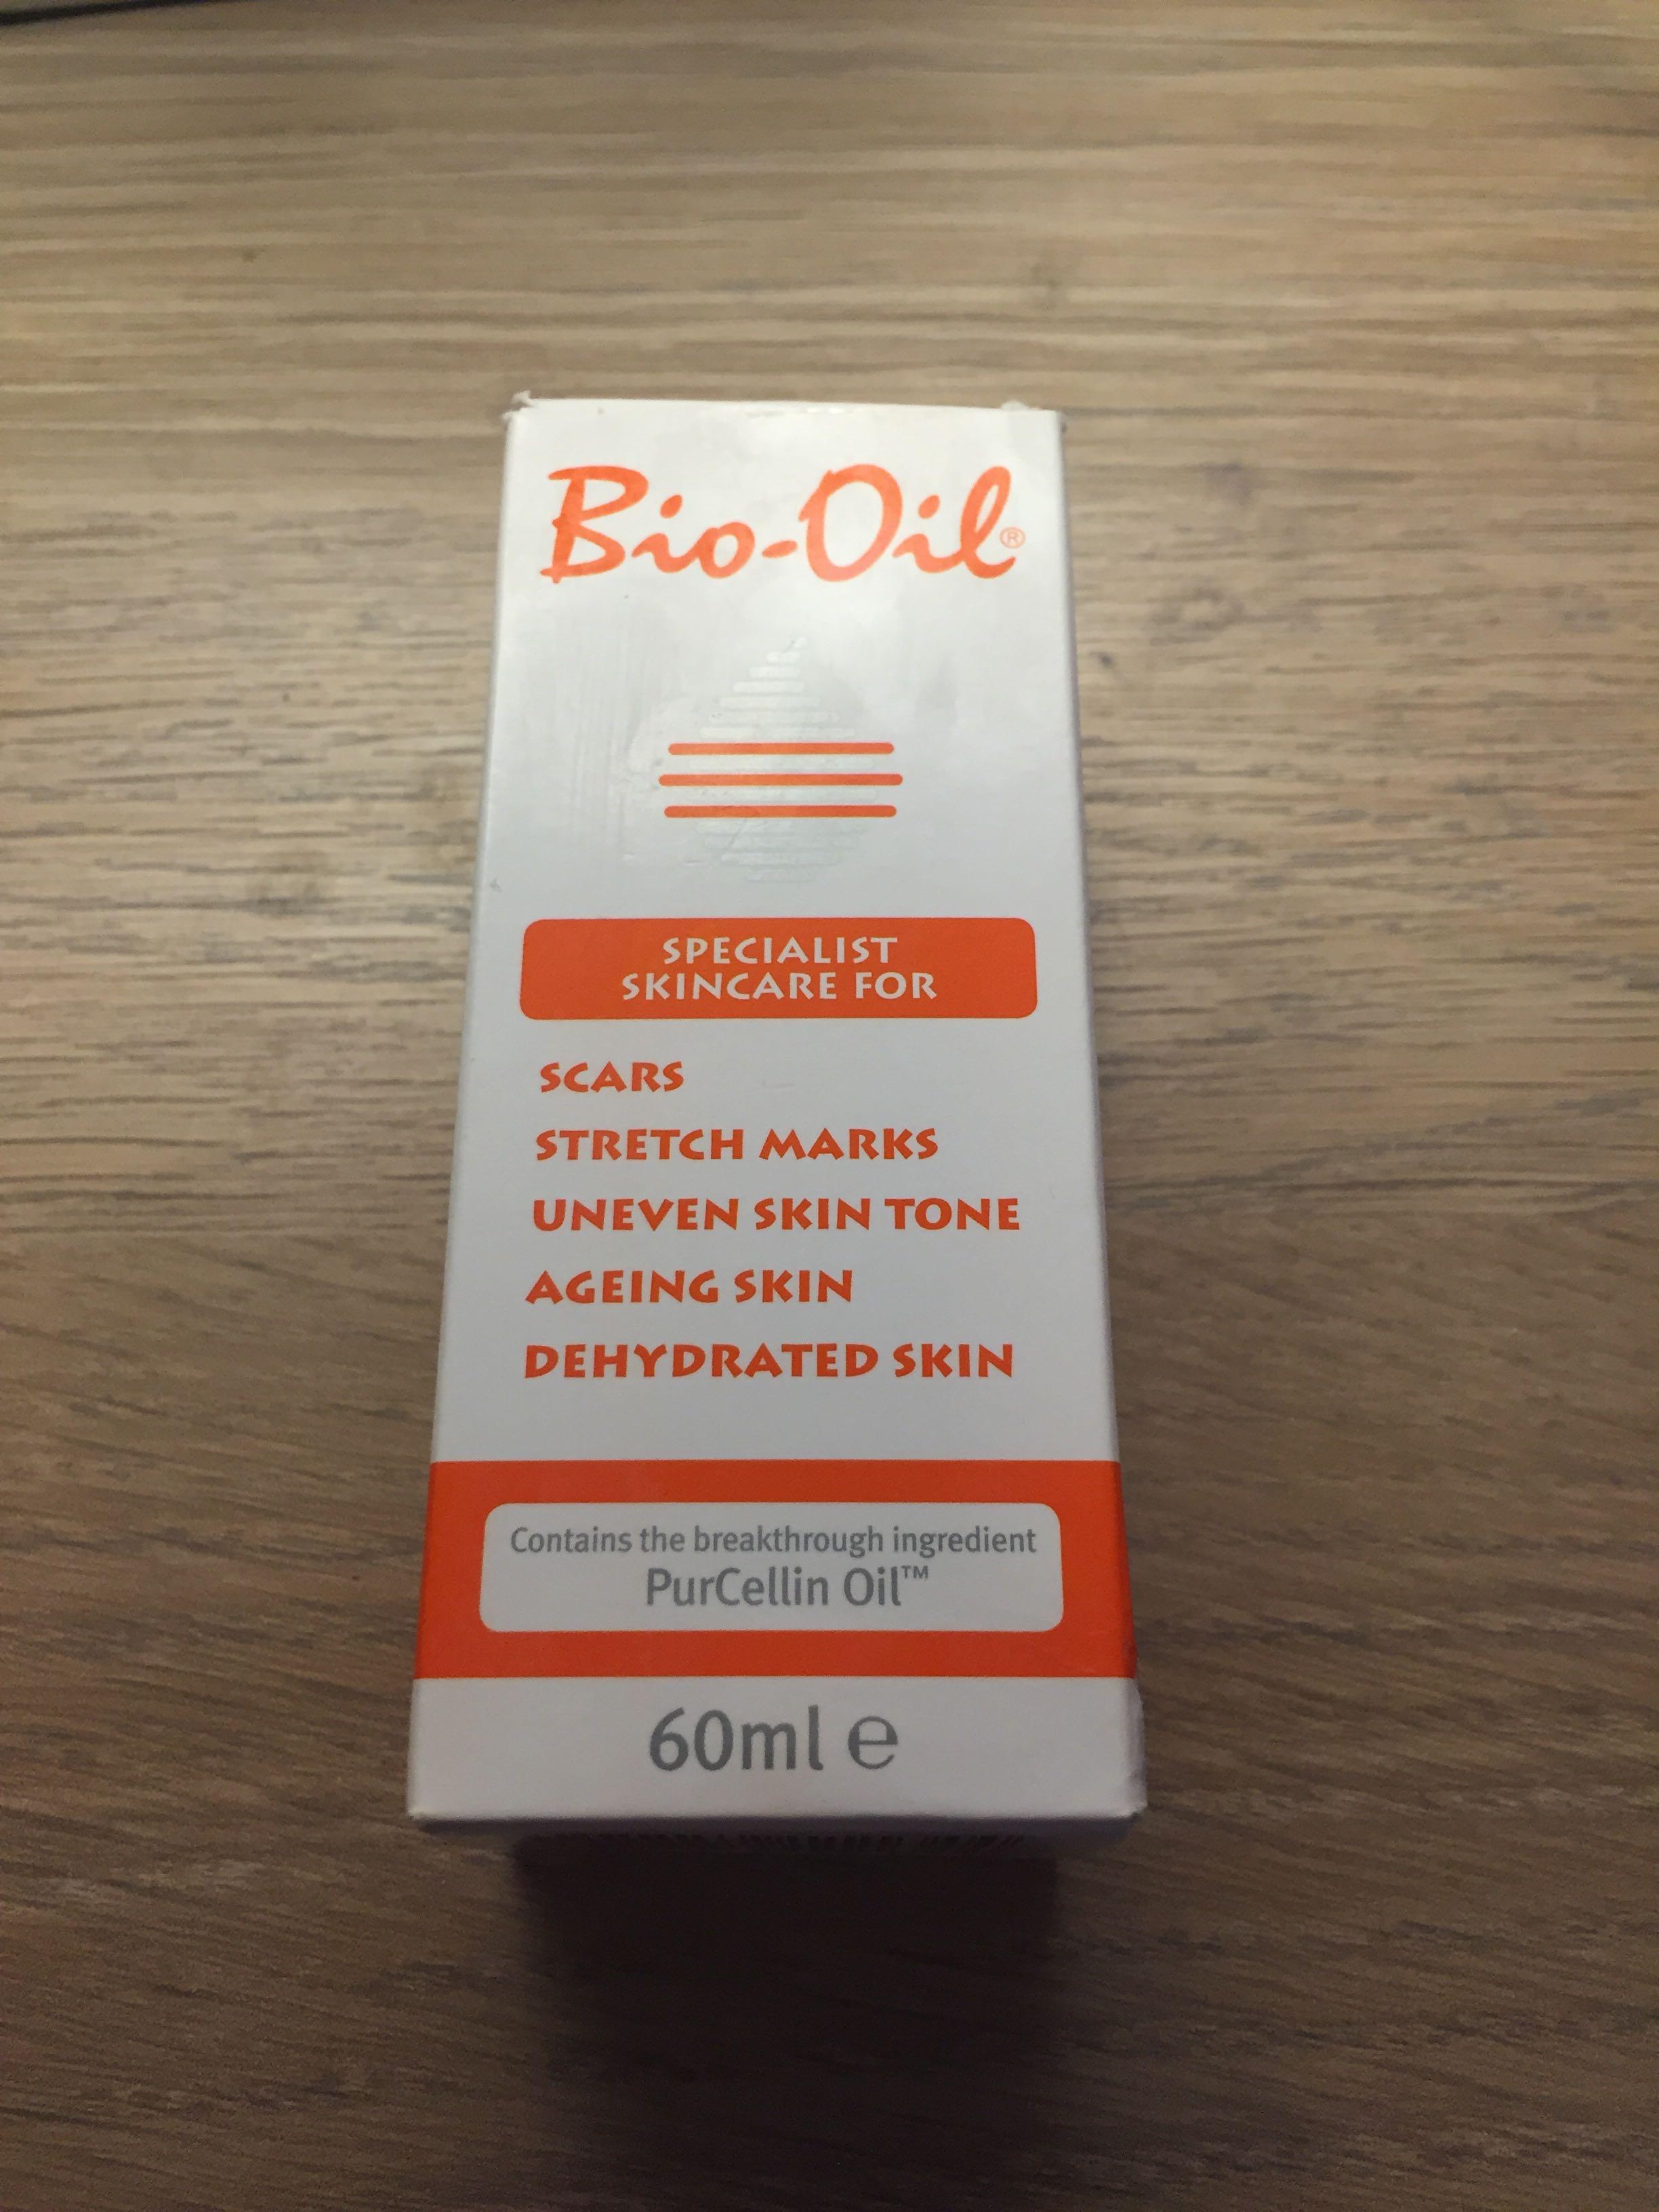 Bio-Oil®
SPECIALIST
SKINCARE FOR
SCARS
STRETCH MARKS
UNEVEN SKIN TONE
AGEING SKIN
DEHYDRATED SKIN
Contains the breakthrough ingredient
PurCellin Oil™
60ml ℮